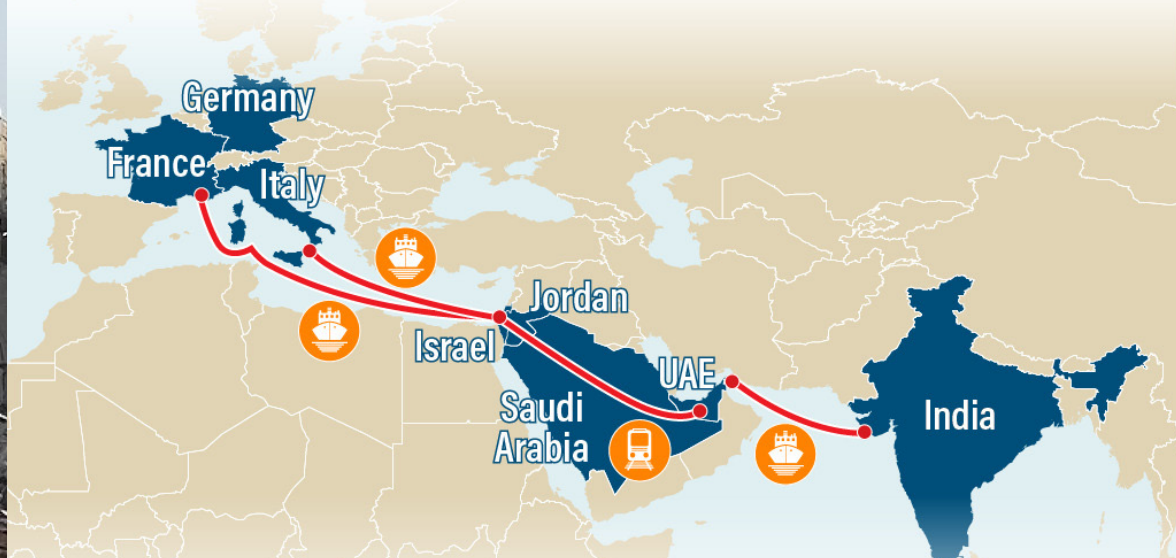 Germany
France
Italy
Jordan
Israel
UAE
Saudi
Arabia
India